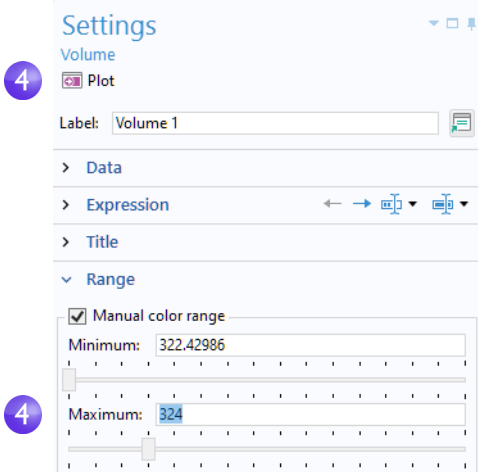 Settings
Volume
4
Plot
Label: Volume 1
Data
Expression
Title
Range
Manual color range
Minimum: 322.42986
4
Maximum: 324